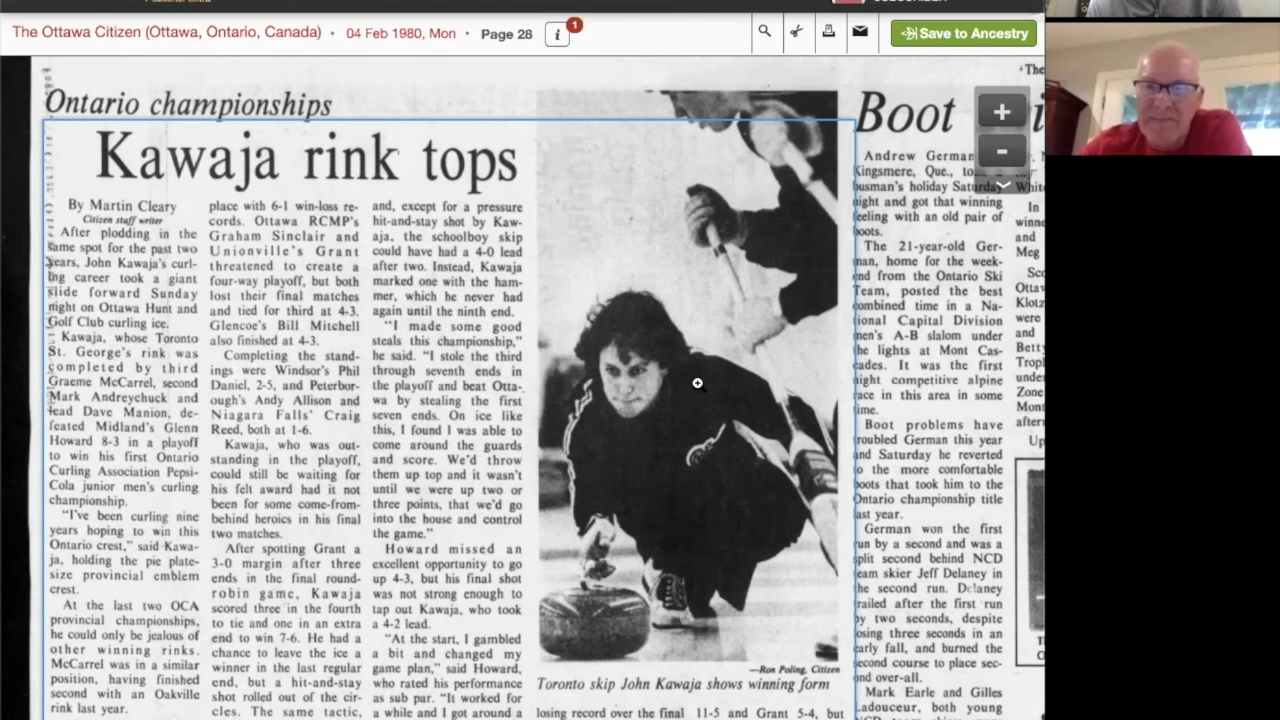 The Ottawa Citizen (Ottawa, Ontario, Canada) · 04 Feb 1980, Mon · Page 28
1
Save to Ancestry
Ontario championships
Kawaja rink tops
By Martin Cleary
Citizen staff writer
After plodding in the
same spot for the past two
years, John Kawaja's curl-
ing career took a giant
slide forward Sunday
night on Ottawa Hunt and
Golf Club curling ice.
Kawaja, whose Toronto
St. George's rink was
completed by third
Graeme McCarrel, second
Mark Andreychuck and
lead Dave Manion, de-
feated Midland's Glenn
Howard 8-3 in a playoff
to win his first Ontario
Curling Association Pepsi-
Cola junior men's curling
championship.
"I've been curling nine
years hoping to win this
Ontario crest," said Kawa-
ja, holding the pie plate-
size provincial emblem
crest.
At the last two OCA
provincial championships,
he could only be jealous of
other winning rinks.
McCarrel was in a similar
position, having finished
second with an Oakville
rink last year.
place with 6-1 win-loss re-
cords. Ottawa RCMP's
Graham Sinclair and
Unionville's Grant
threatened to create a
four-way playoff, but both
lost their final matches
and tied for third at 4-3.
Glencoe's Bill Mitchell
also finished at 4-3.
Completing the stand-
ings were Windsor's Phil
Daniel, 2-5, and Peterbor-
ough's Andy Allison and
Niagara Falls' Craig
Reed, both at 1-6.
Kawaja, who was out-
standing in the playoff,
could still be waiting for
his felt award had it not
been for some come-from-
behind heroics in his final
two matches.
After spotting Grant a
3-0 margin after three
ends in the final round-
robin game, Kawaja
scored three in the fourth
to tie and one in an extra
end to win 7-6. He had a
chance to leave the ice a
winner in the last regular
end, but a hit-and-stay
shot rolled out of the cir-
cles. The same tactic,
and, except for a pressure
hit-and-stay shot by Kaw-
aja, the schoolboy skip
could have had a 4-0 lead
after two. Instead, Kawaja
marked one with the ham-
mer, which he never had
again until the ninth end.
"I made some good
steals this championship,"
he said. "I stole the third
through seventh ends in
the playoff and beat Otta-
wa by stealing the first
seven ends. On ice like
this, I found I was able to
come around the guards
and score. We'd throw
them up top and it wasn't
until we were up two or
three points, that we'd go
into the house and control
the game."
Howard missed an
excellent opportunity to go
up 4-3, but his final shot
was not strong enough to
tap out Kawaja, who took
a 4-2 lead.
"At the start, I gambled
a bit and changed my
game plan," said Howard,
who rated his performance
as sub par. "It worked for
a while and I got around a
—Ron Poling, Citizen
Toronto skip John Kawaja shows winning form
losing record over the final 11-5 and Grant 5-4, but
Boot
Andrew German
Kingsmere, Que.,
busman's holiday Saturday
night and got that winning
feeling with an old pair of
boots.
The 21-year-old Ger-
man, home for the week-
end from the Ontario Ski
Team, posted the best
combined time in a Na-
tional Capital Division
men's A-B slalom under
the lights at Mont Cas-
cades. It was the first
night competitive alpine
race in this area in some
time.
Boot problems have
troubled German this year
and Saturday he reverted
to the more comfortable
boots that took him to the
Ontario championship title
last year.
German won the first
run by a second and was a
split second behind NCD
team skier Jeff Delaney in
the second run. Delaney
trailed after the first run
by two seconds, despite
losing three seconds in an
early fall, and burned the
second course to place sec-
ond over-all.
Mark Earle and Gilles
Ladouceur, both young
In
and
Meg
were
and